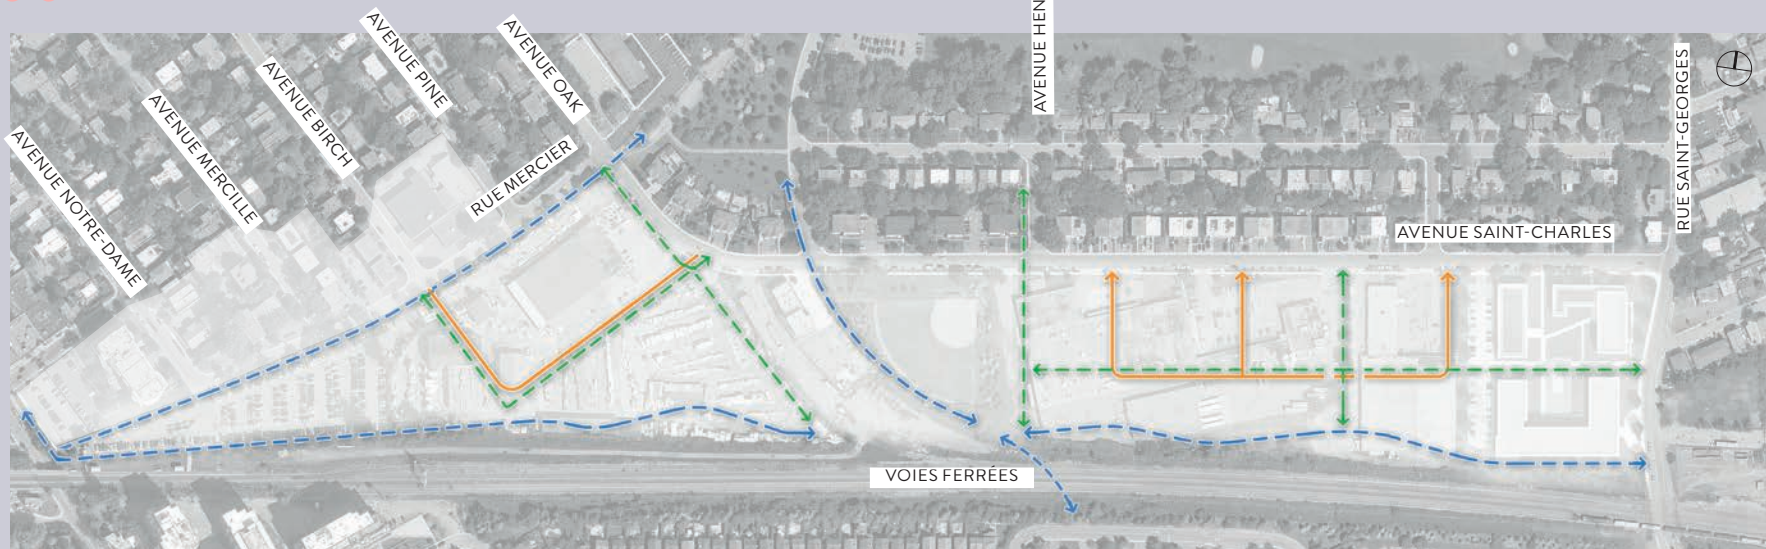 AVENUE NOTRE-DAME
AVENUE MERCILLE
AVENUE BIRCH
AVENUE PINE
AVENUE OAK
RUE MERCIER
AVENUE HEN
RUE SAINT-GEORGES
AVENUE SAINT-CHARLES
VOIES FERRÉES